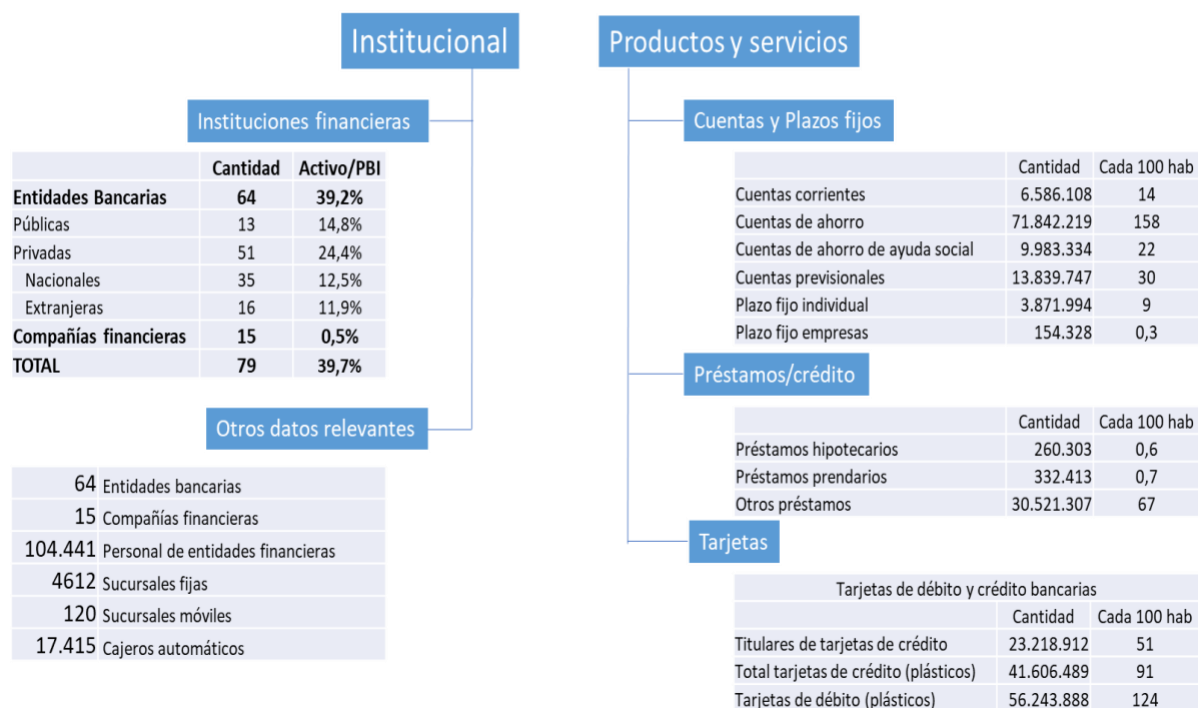 Institucional
Instituciones financieras
Cantidad Activo/PBI
Entidades Bancarias 64 39,2%
Públicas 13 14,8%
Privadas 51 24,4%
Nacionales 35 12,5%
Extranjeras 16 11,9%
Compañías financieras 15 0,5%
TOTAL 79 39,7%
Otros datos relevantes
64 Entidades bancarias
15 Compañías financieras
104.441 Personal de entidades financieras
4612 Sucursales fijas
120 Sucursales móviles
17.415 Cajeros automáticos
Productos y servicios
Cuentas y Plazos fijos
Cantidad Cada 100 hab
Cuentas corrientes 6.586.108 14
Cuentas de ahorro 71.842.219 158
Cuentas de ahorro de ayuda social 9.983.334 22
Cuentas previsionales 13.839.747 30
Plazo fijo individual 3.871.994 9
Plazo fijo empresas 154.328 0,3
Préstamos/crédito
Cantidad Cada 100 hab
Préstamos hipotecarios 260.303 0,6
Préstamos prendarios 332.413 0,7
Otros préstamos 30.521.307 67
Tarjetas
Tarjetas de débito y crédito bancarias
Cantidad Cada 100 hab
Titulares de tarjetas de crédito 23.218.912 51
Total tarjetas de crédito (plásticos) 41.606.489 91
Tarjetas de débito (plásticos) 56.243.888 124